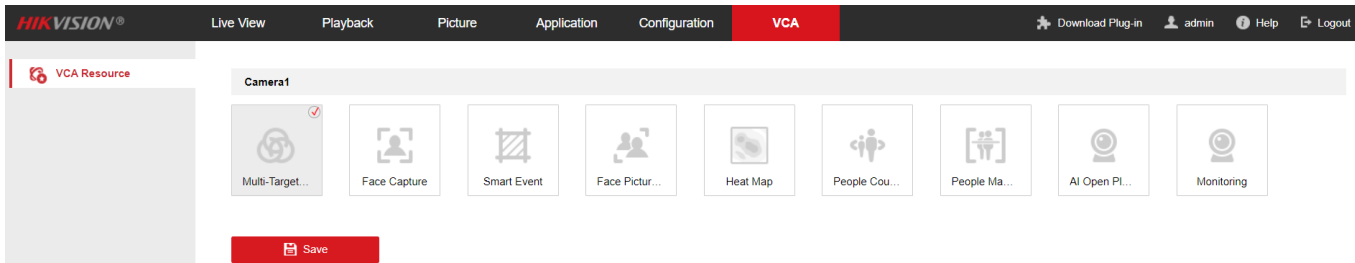 HIKVISION® Live View Playback Picture Application Configuration VCA Download Plug-in admin Help Logout
VCA Resource
Camera1
Multi-Target... Face Capture Smart Event Face Pictur... Heat Map People Cou... People Ma... AI Open Pl... Monitoring
Save